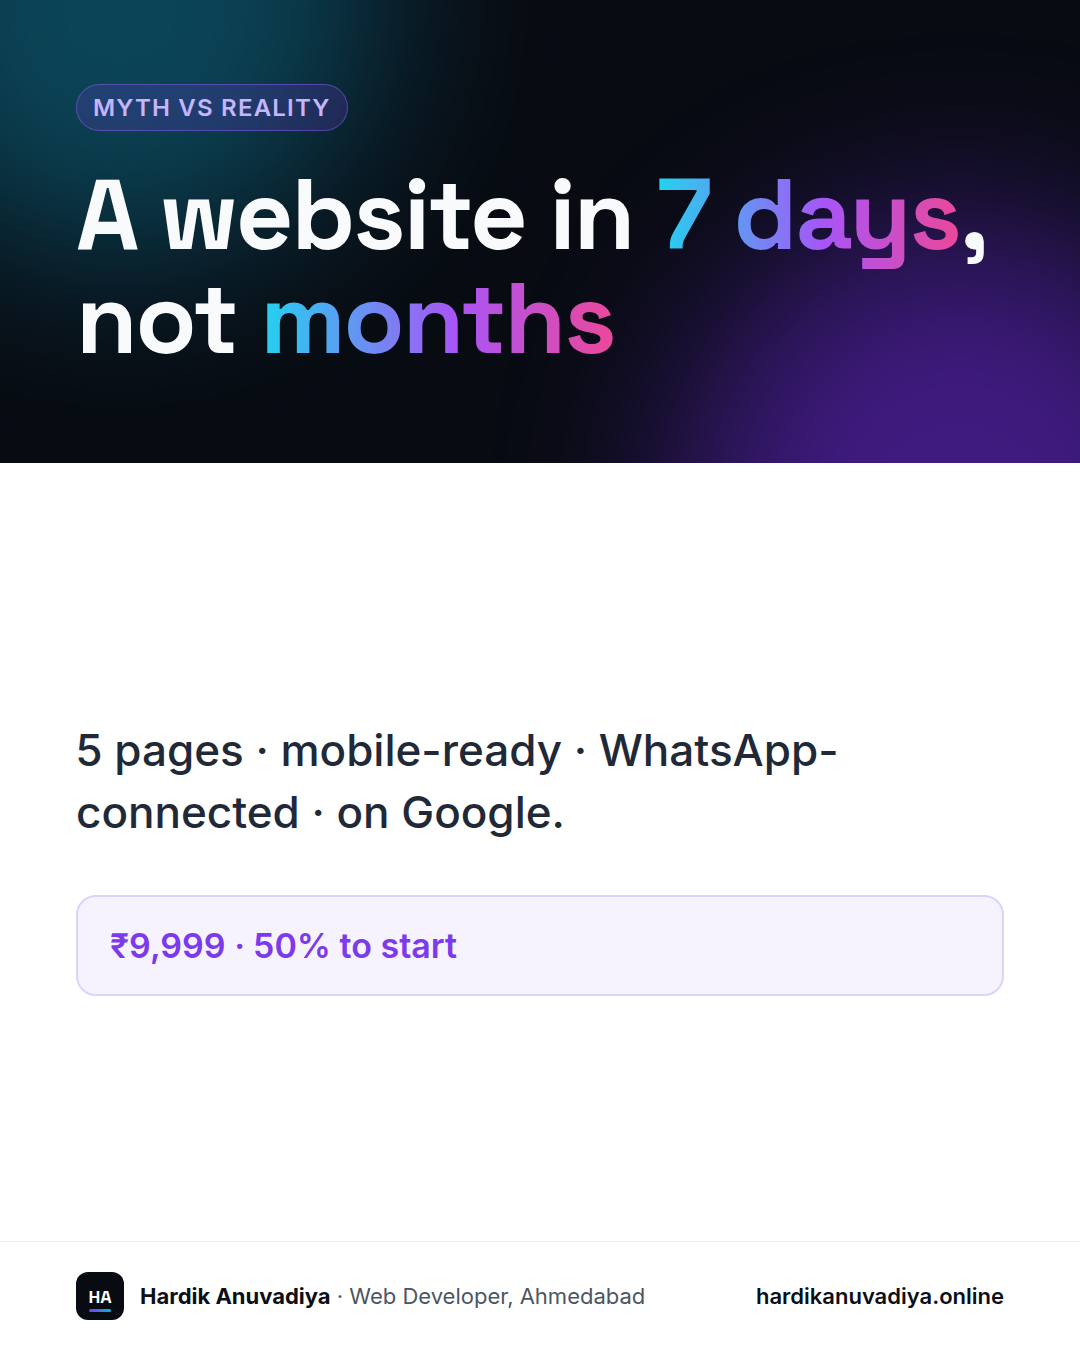 MYTH VS REALITY
A website in 7 days,
not months
5 pages · mobile-ready · WhatsApp-
connected · on Google.
₹9,999 · 50% to start
HA
Hardik Anuvadiya · Web Developer, Ahmedabad
hardikanuvadiya.online